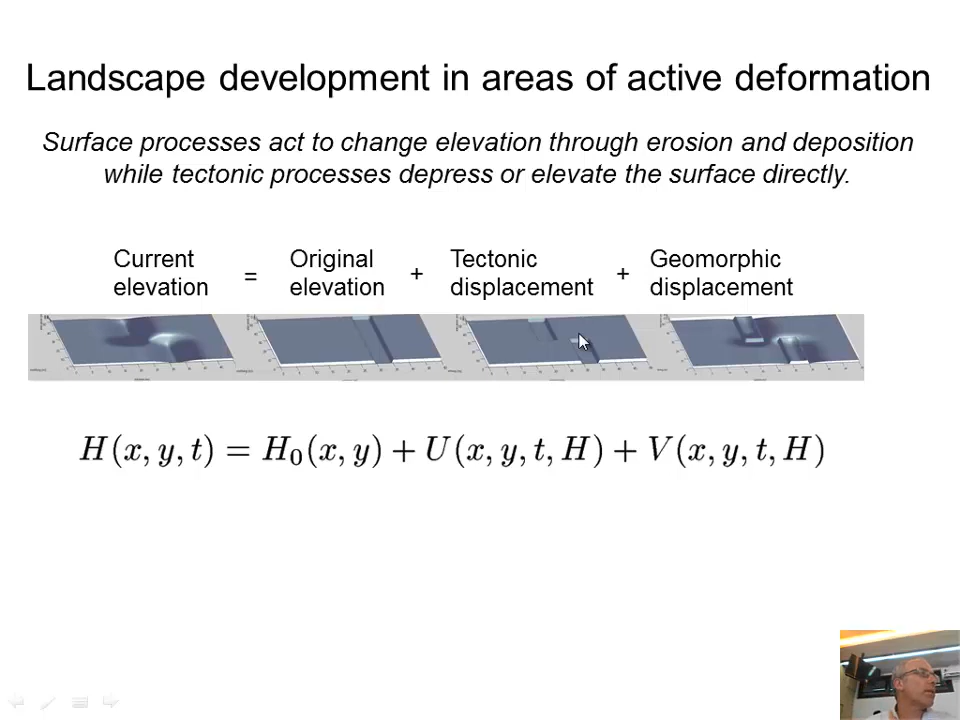 Landscape development in areas of active deformation
Surface processes act to change elevation through erosion and deposition
while tectonic processes depress or elevate the surface directly.
Current elevation = Original elevation + Tectonic displacement + Geomorphic displacement
H(x, y, t) = H₀(x, y) + U(x, y, t, H) + V(x, y, t, H)